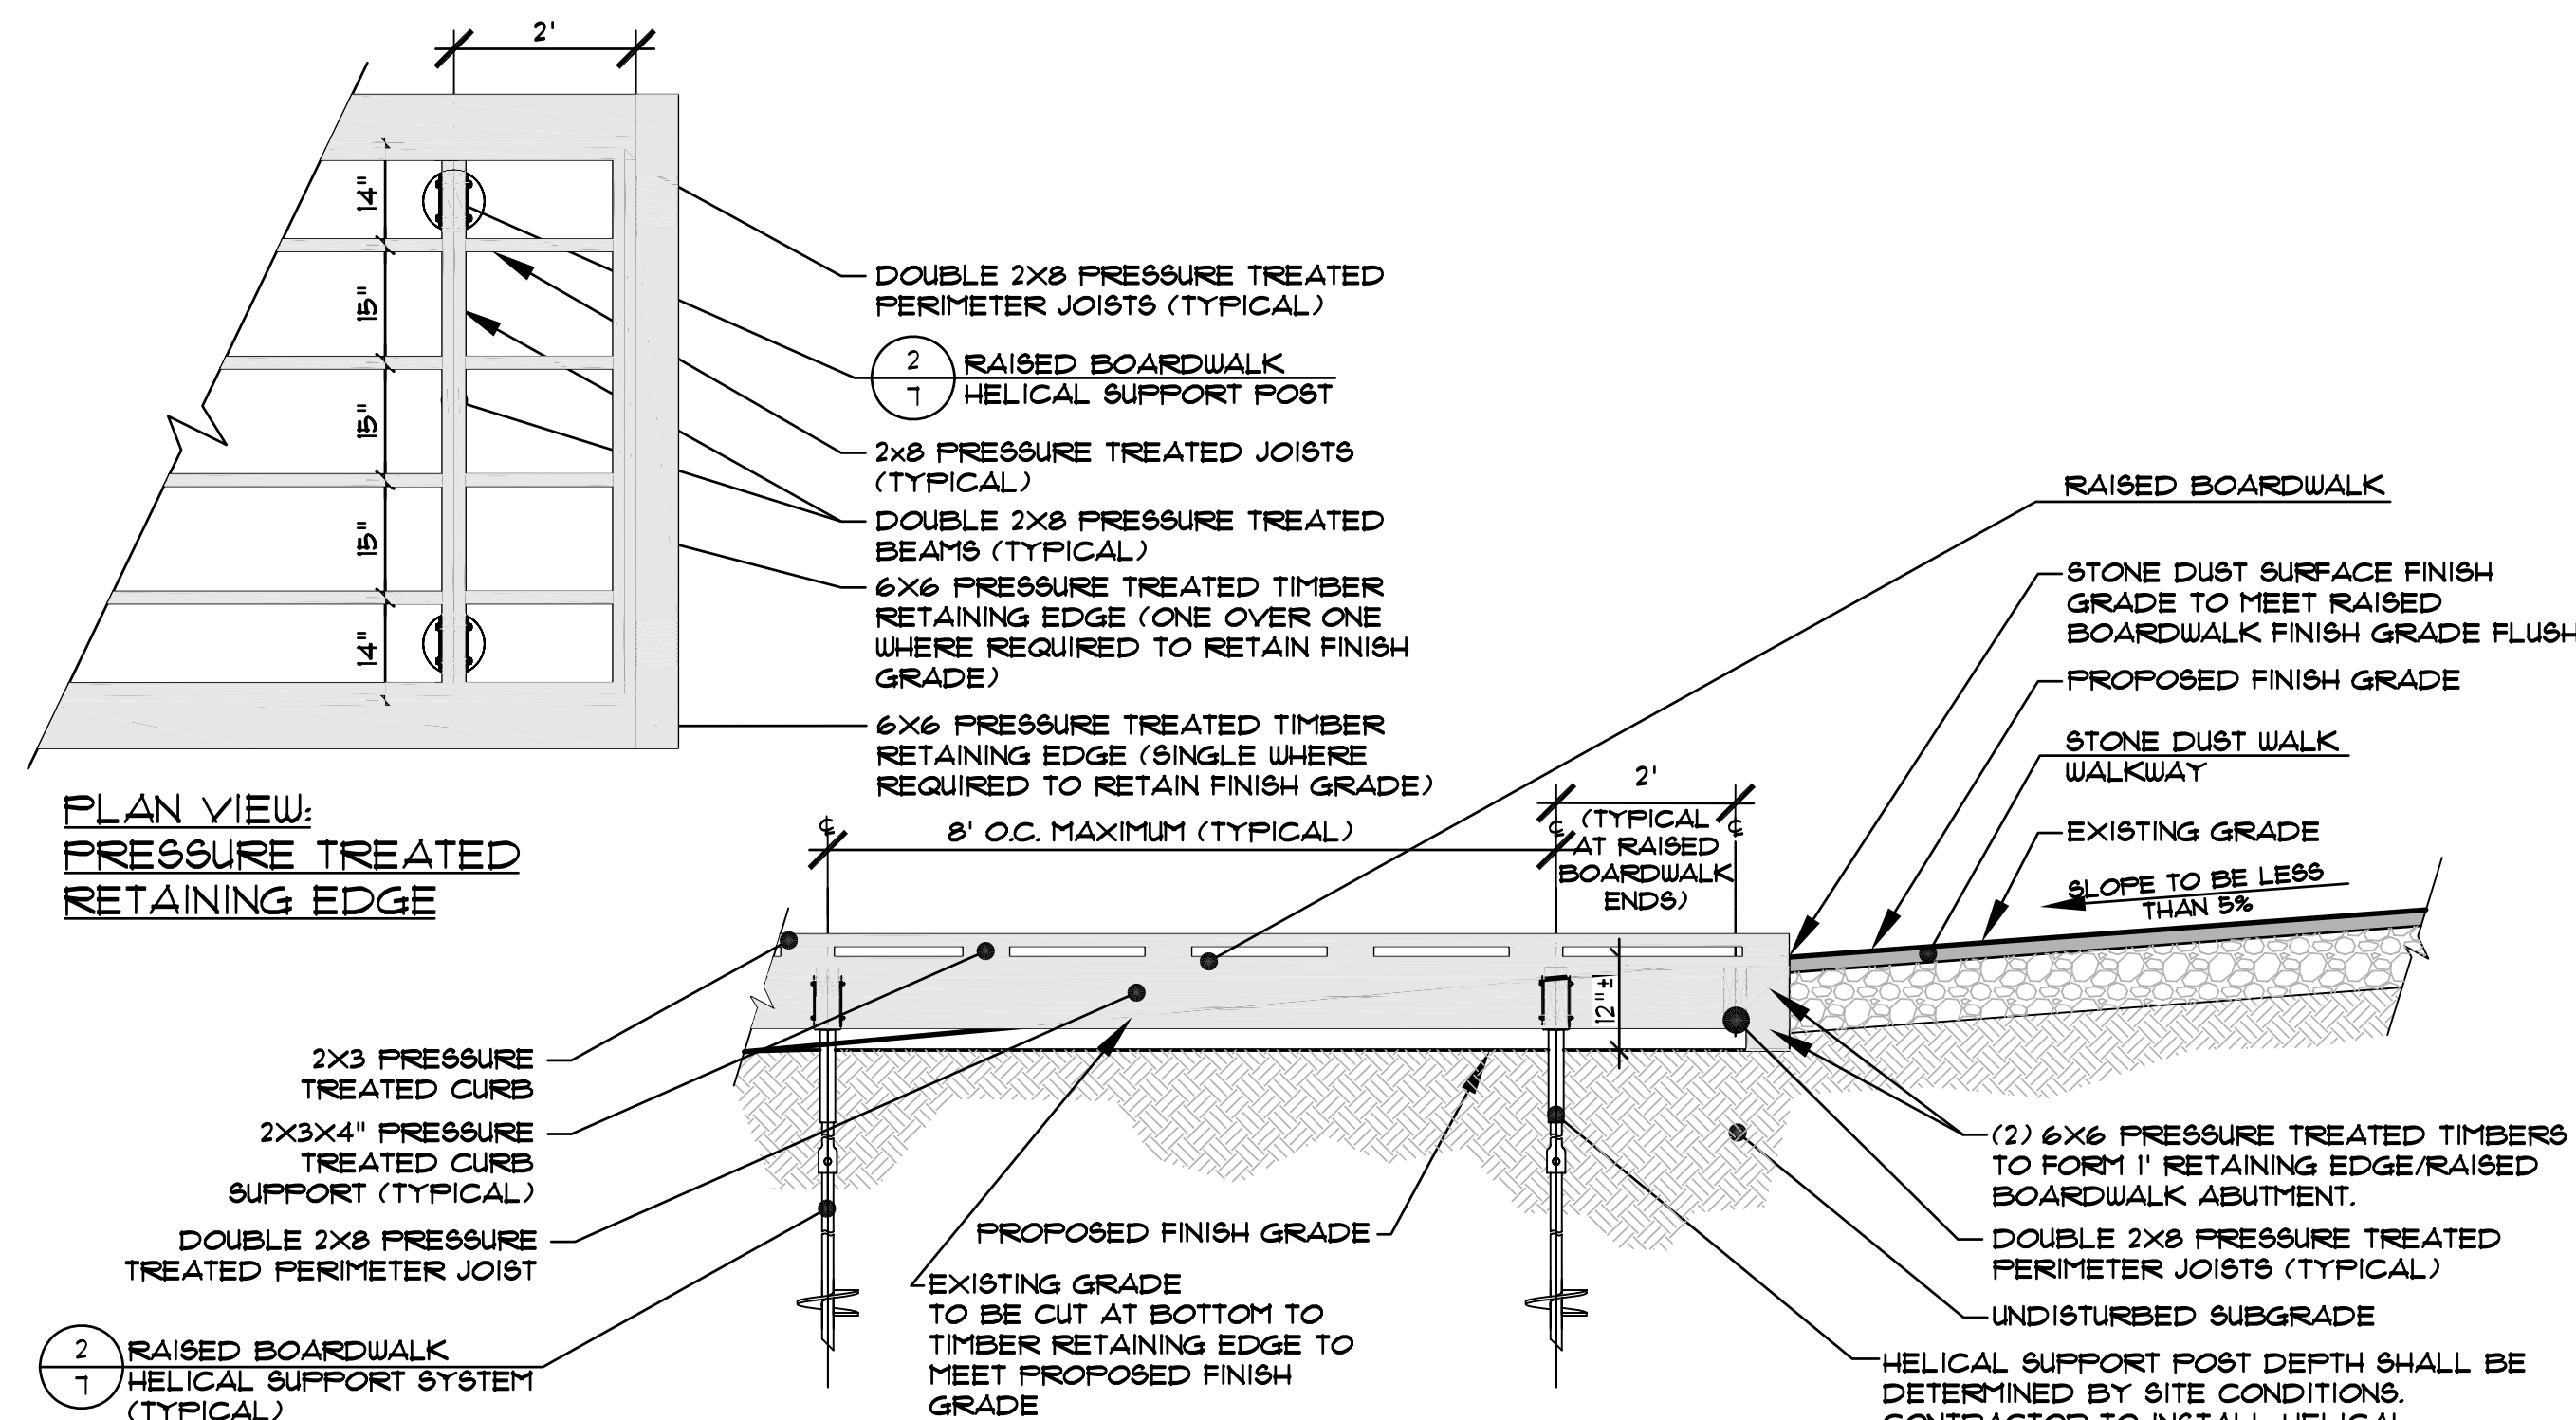 2'
14"
15"
15"
15"
14"
DOUBLE 2X8 PRESSURE TREATED
PERIMETER JOISTS (TYPICAL)
2
7
RAISED BOARDWALK
HELICAL SUPPORT POST
2x8 PRESSURE TREATED JOISTS
(TYPICAL)
DOUBLE 2X8 PRESSURE TREATED
BEAMS (TYPICAL)
6X6 PRESSURE TREATED TIMBER
RETAINING EDGE (ONE OVER ONE
WHERE REQUIRED TO RETAIN FINISH
GRADE)
6X6 PRESSURE TREATED TIMBER
RETAINING EDGE (SINGLE WHERE
REQUIRED TO RETAIN FINISH GRADE)
PLAN VIEW:
PRESSURE TREATED
RETAINING EDGE
RAISED BOARDWALK
STONE DUST SURFACE FINISH
GRADE TO MEET RAISED
BOARDWALK FINISH GRADE FLUSH
PROPOSED FINISH GRADE
STONE DUST WALK
WALKWAY
EXISTING GRADE
SLOPE TO BE LESS
THAN 5%
℄
8' O.C. MAXIMUM (TYPICAL)
℄
2'
(TYPICAL
AT RAISED
BOARDWALK
ENDS)
℄
12"±
2X3 PRESSURE
TREATED CURB
2X3X4" PRESSURE
TREATED CURB
SUPPORT (TYPICAL)
DOUBLE 2X8 PRESSURE
TREATED PERIMETER JOIST
2
7
RAISED BOARDWALK
HELICAL SUPPORT SYSTEM
(TYPICAL)
PROPOSED FINISH GRADE
EXISTING GRADE
TO BE CUT AT BOTTOM TO
TIMBER RETAINING EDGE TO
MEET PROPOSED FINISH
GRADE
(2) 6X6 PRESSURE TREATED TIMBERS
TO FORM 1' RETAINING EDGE/RAISED
BOARDWALK ABUTMENT.
DOUBLE 2X8 PRESSURE TREATED
PERIMETER JOISTS (TYPICAL)
UNDISTURBED SUBGRADE
HELICAL SUPPORT POST DEPTH SHALL BE
DETERMINED BY SITE CONDITIONS.
CONTRACTOR TO INSTALL HELICAL